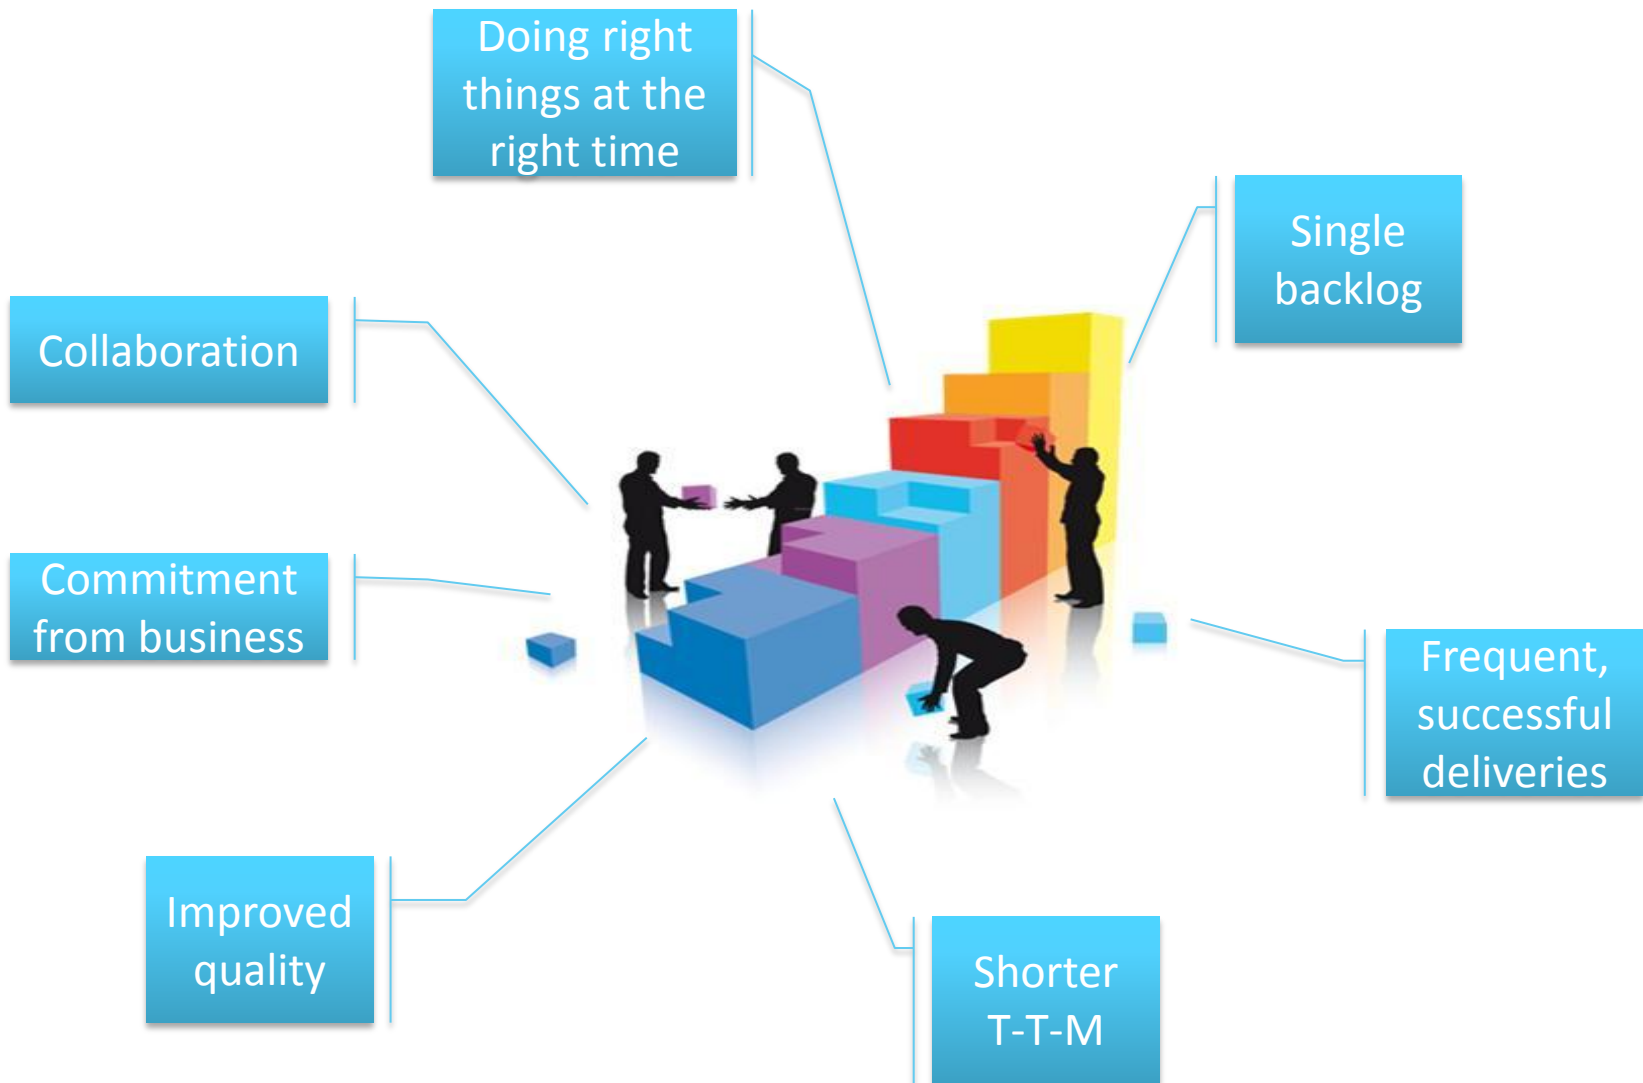 Doing right
things at the
right time
Single
backlog
Collaboration
Commitment
from business
Frequent,
successful
deliveries
Improved
quality
Shorter
T-T-M